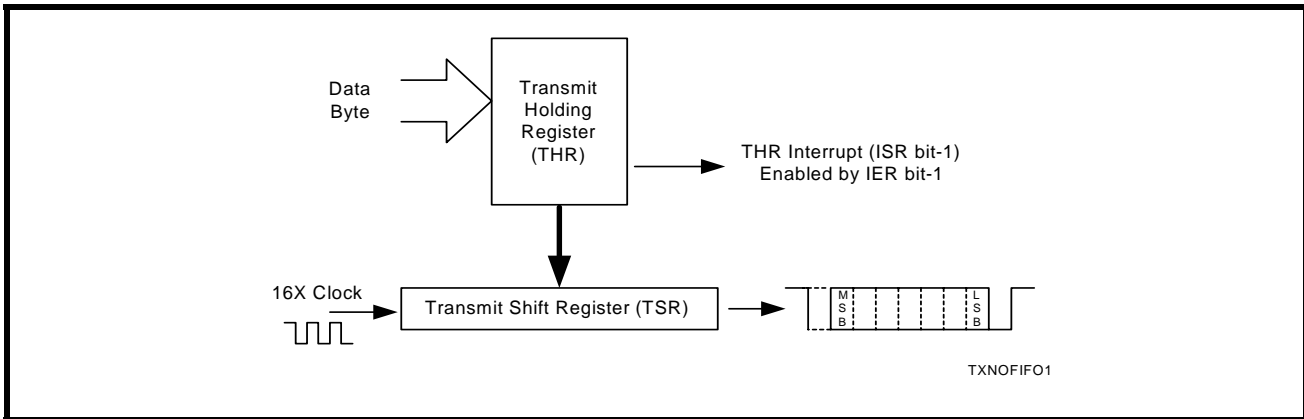 Data
Byte
Transmit
Holding
Register
(THR)
THR Interrupt (ISR bit-1)
Enabled by IER bit-1
16X Clock
Transmit Shift Register (TSR)
M
S
B
L
S
B
TXNOFIFO1